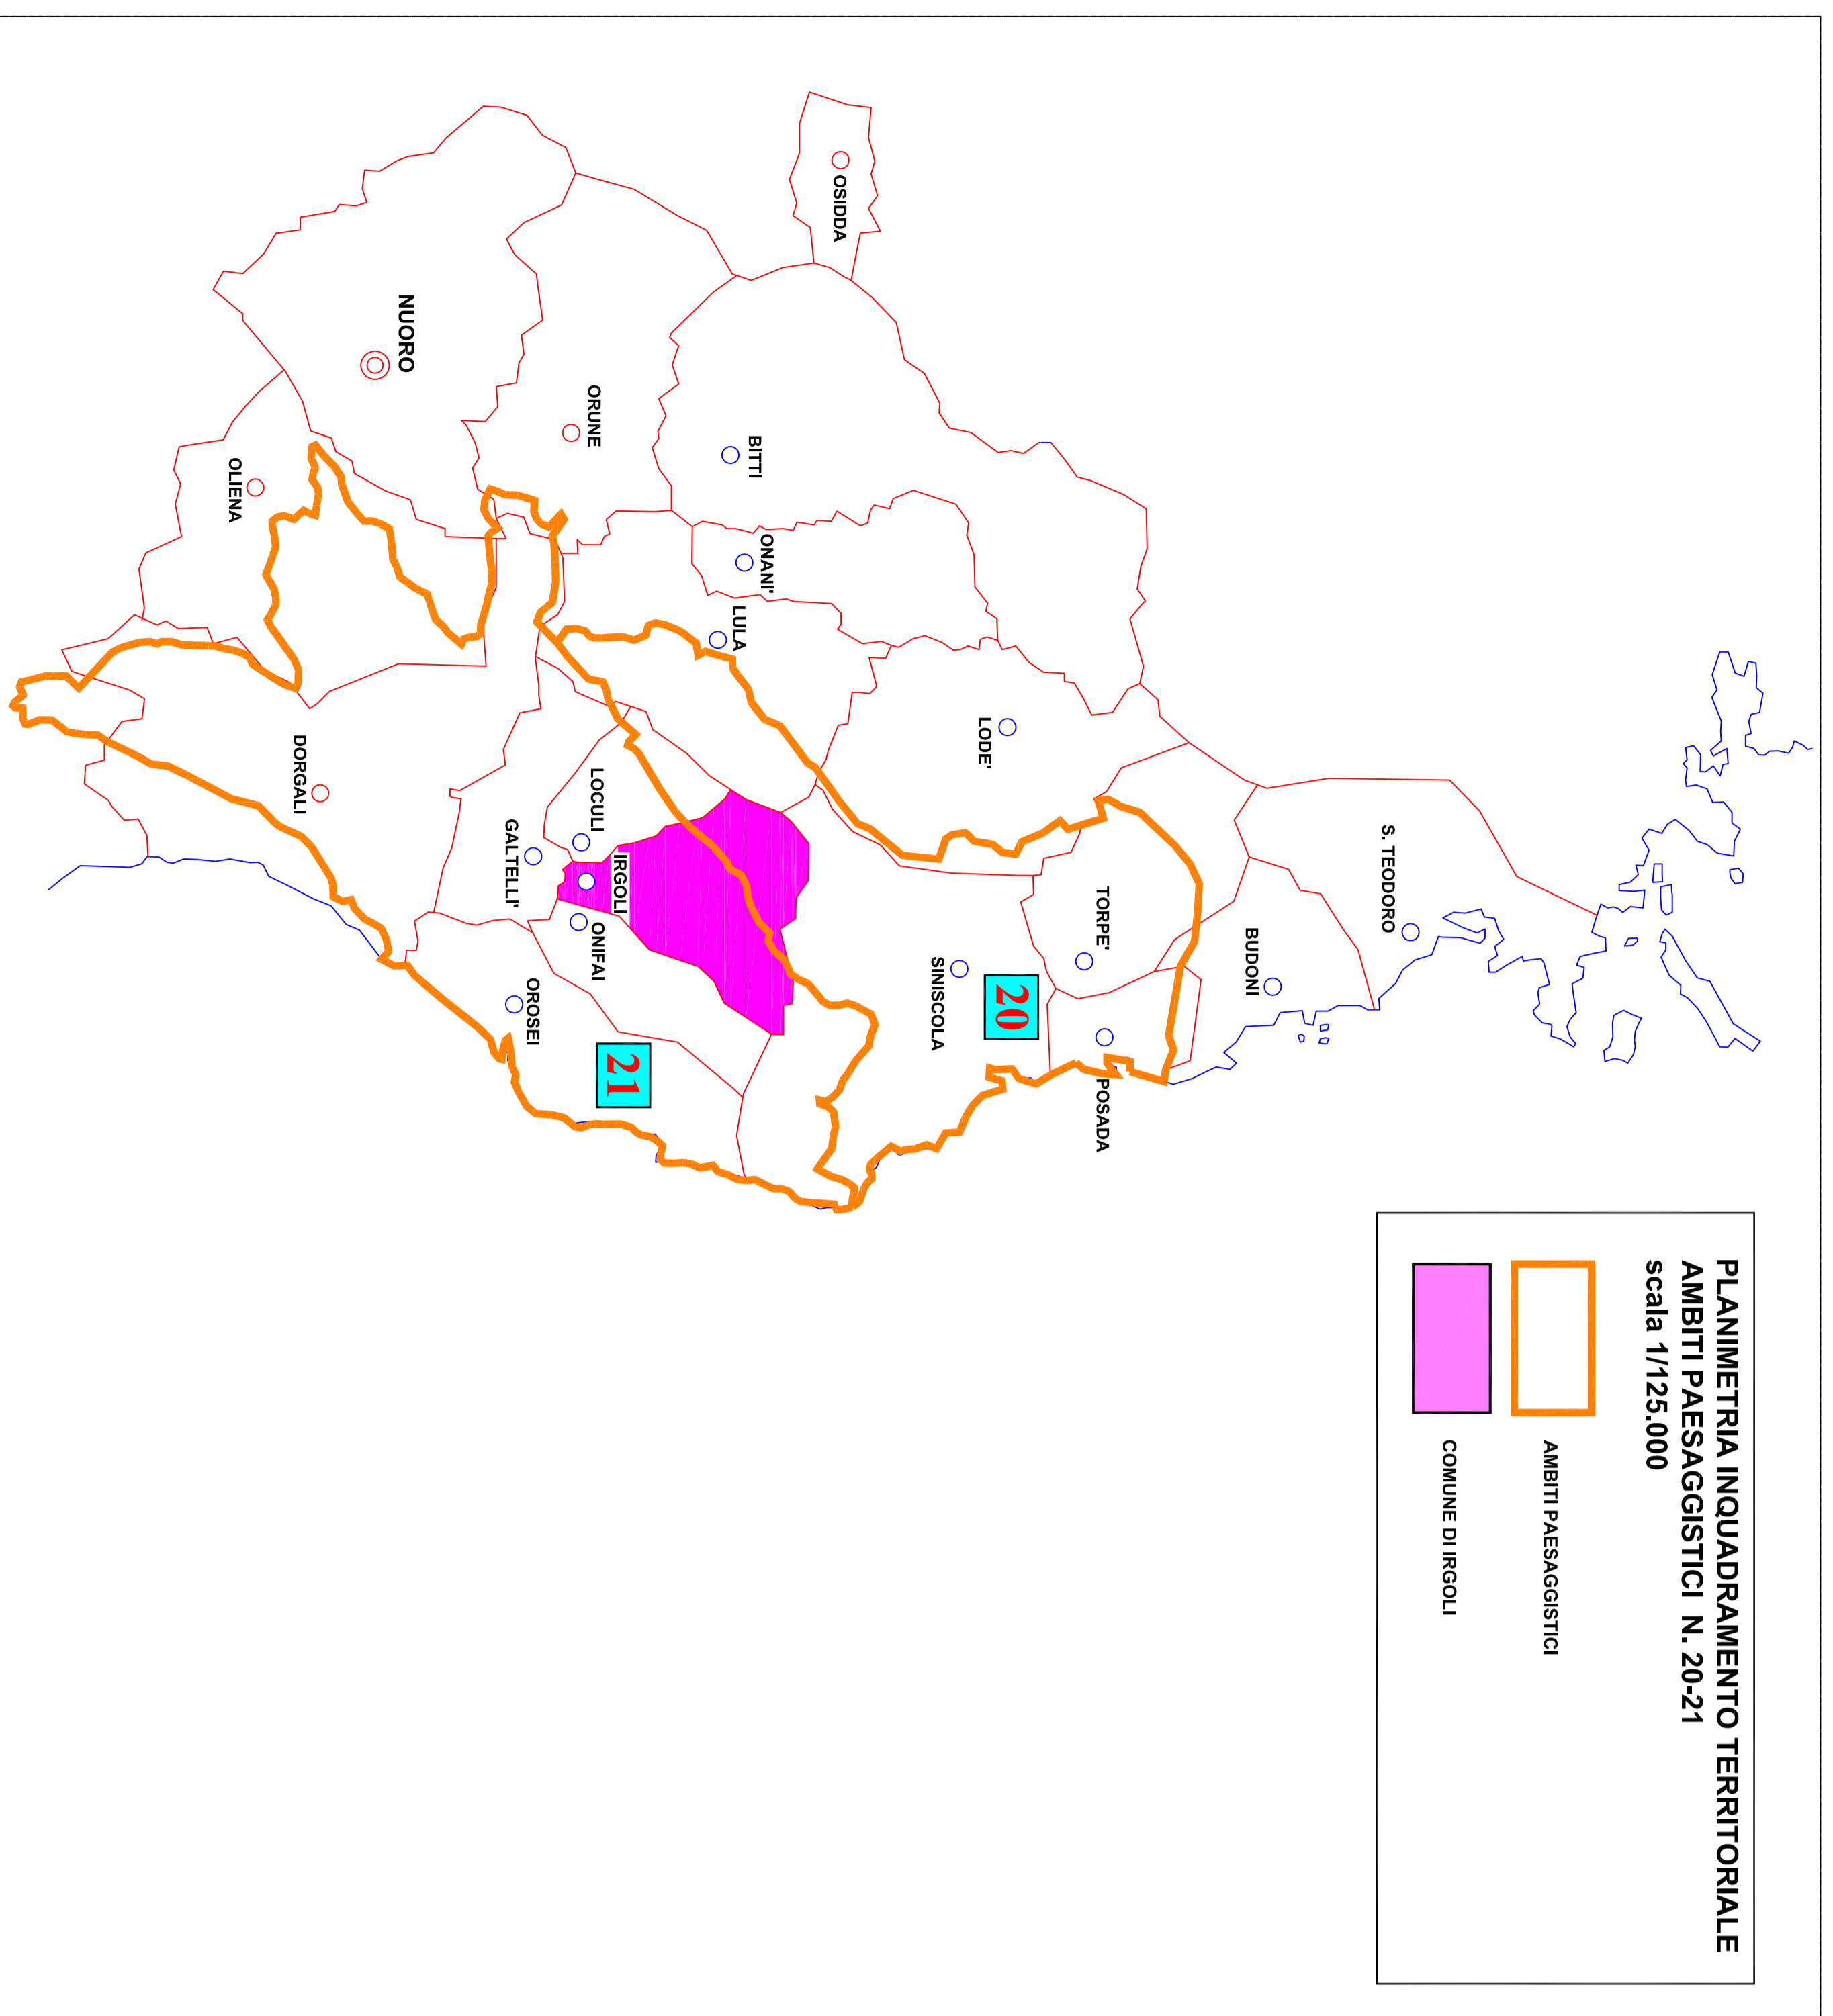 PLANIMETRIA INQUADRAMENTO TERRITORIALE
AMBITI PAESAGGISTICI N. 20-21
scala 1/125.000
AMBITI PAESAGGISTICI
COMUNE DI IRGOLI
S. TEODORO
BUDONI
TORPE'
POSADA
LODE'
20
SINISCOLA
OSIDDA
BITTI
ONANI'
LULA
ORUNE
LOCULI
IRGOLI
ONIFAI
21
GALTELLI'
OROSEI
NUORO
OLIENA
DORGALI